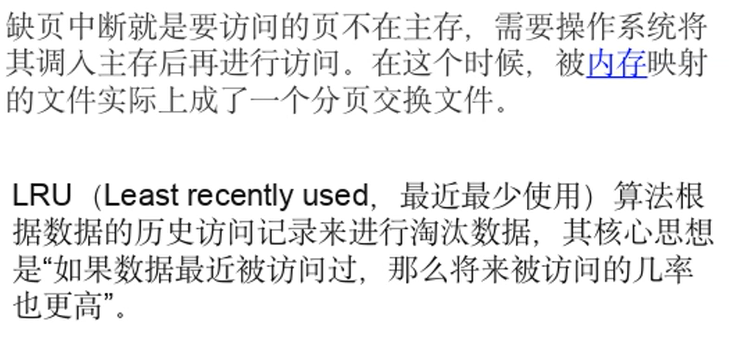 缺页中断就是要访问的页不在主存，需要操作系统将
其调入主存后再进行访问。在这个时候，被内存映射
的文件实际上成了一个分页交换文件。
LRU（Least recently used，最近最少使用）算法根
据数据的历史访问记录来进行淘汰数据，其核心思想
是“如果数据最近被访问过，那么将来被访问的几率
也更高”。